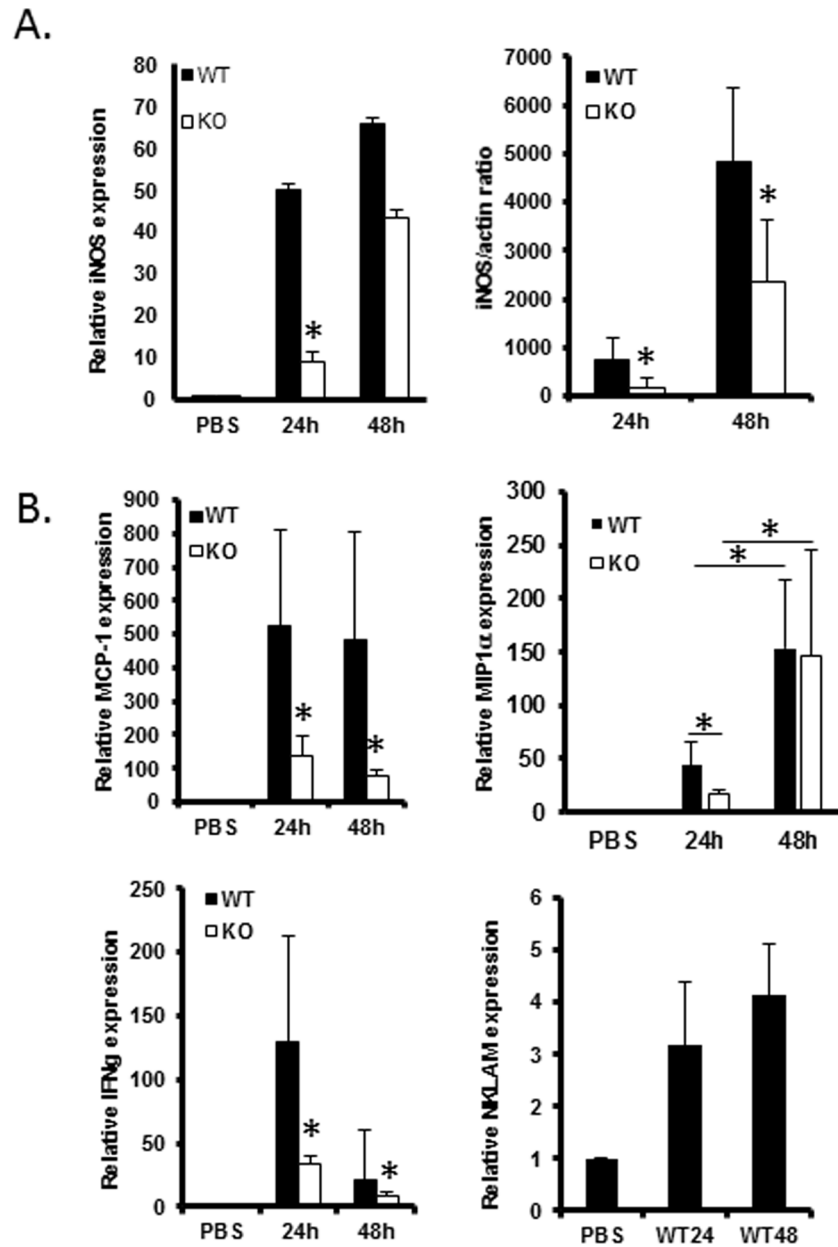 A.
Relative iNOS expression
80
70
60
50
40
30
20
10
0
WT
KO
*
PBS 24h 48h
iNOS/actin ratio
7000
6000
5000
4000
3000
2000
1000
0
WT
KO
*
*
24h 48h
B.
Relative MCP-1 expression
900
800
700
600
500
400
300
200
100
0
WT
KO
*
*
PBS 24h 48h
Relative MIP1α expression
300
250
200
150
100
50
0
WT
KO
*
*
*
PBS 24h 48h
Relative IFNg expression
250
200
150
100
50
0
WT
KO
*
*
PBS 24h 48h
Relative NKLAM expression
6
5
4
3
2
1
0
PBS WT24 WT48